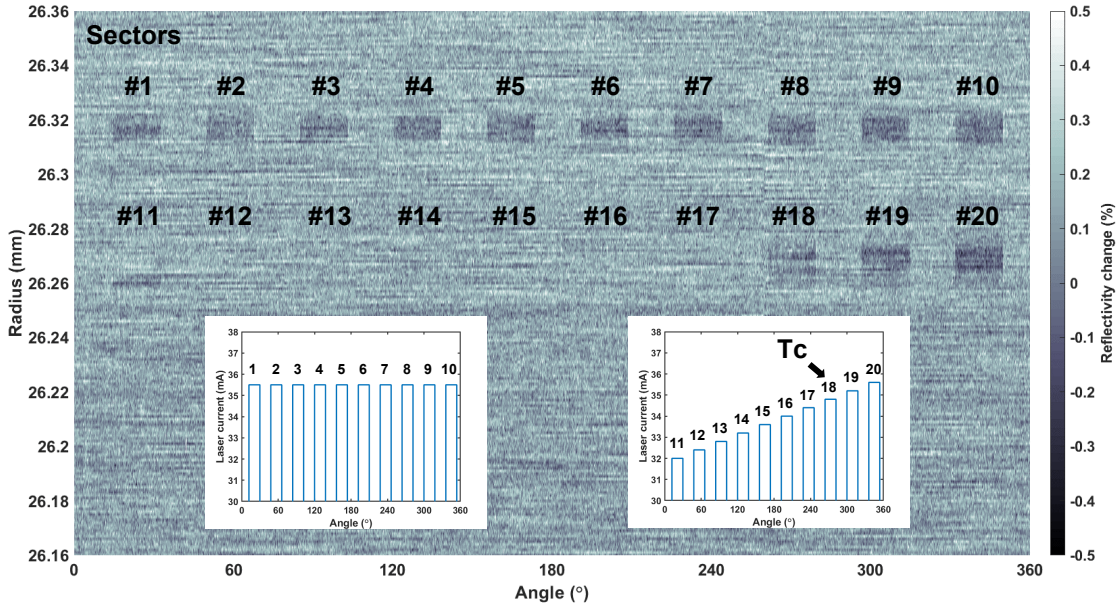 Sectors
#1 #2 #3 #4 #5 #6 #7 #8 #9 #10
#11 #12 #13 #14 #15 #16 #17 #18 #19 #20
Radius (mm)
26.36
26.34
26.32
26.3
26.28
26.26
26.24
26.22
26.2
26.18
26.16
0 60 120 180 240 300 360
Angle (°)
Laser current (mA)
38
37
36
35
34
33
32
31
30
1 2 3 4 5 6 7 8 9 10
0 60 120 180 240 300 360
Angle (°)
Laser current (mA)
38
37
36
35
34
33
32
31
30
Tc
11 12 13 14 15 16 17 18 19 20
0 60 120 180 240 300 360
Angle (°)
0.5
0.4
0.3
0.2
0.1
0
-0.1
-0.2
-0.3
-0.4
-0.5
Reflectivity change (%)